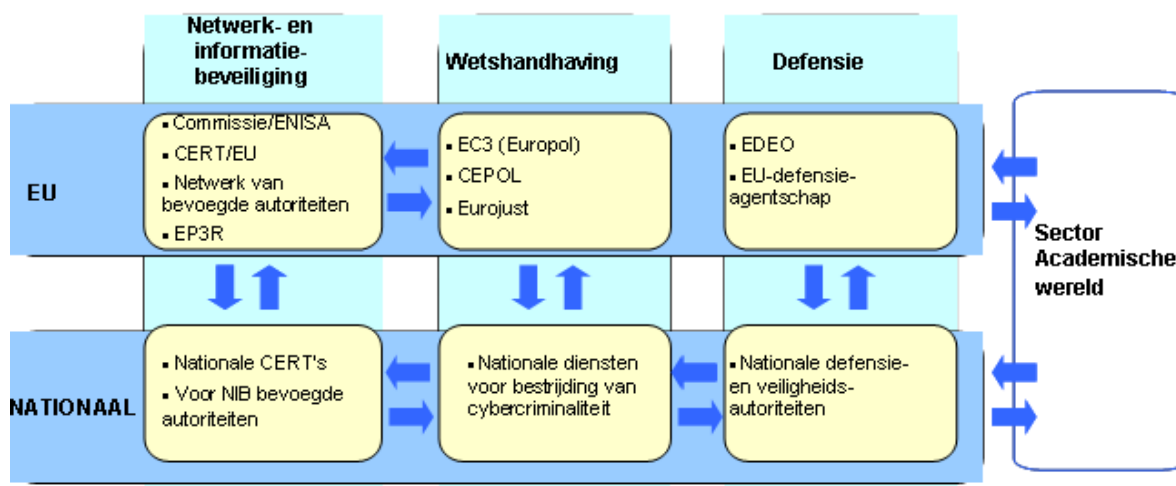 Netwerk- en
informatie-
beveiliging
Wetshandhaving
Defensie
EU
▪ Commissie/ENISA
▪ CERT/EU
▪ Netwerk van
bevoegde autoriteiten
▪ EP3R
▪ EC3 (Europol)
▪ CEPOL
▪ Eurojust
▪ EDEO
▪ EU-defensie-
agentschap
Sector
Academische
wereld
NATIONAAL
▪ Nationale CERT's
▪ Voor NIB bevoegde
autoriteiten
▪ Nationale diensten
voor bestrijding van
cybercriminaliteit
▪ Nationale defensie-
en veiligheids-
autoriteiten